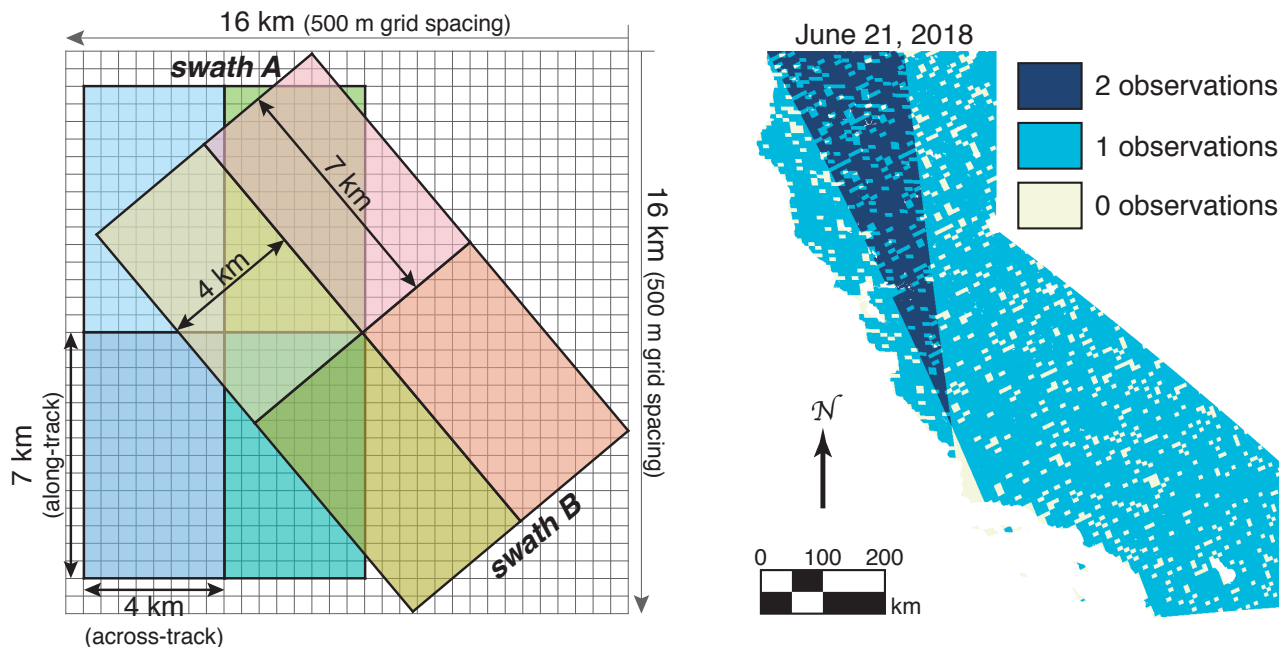 16 km (500 m grid spacing)
swath A
7 km
4 km
16 km (500 m grid spacing)
7 km
(along-track)
swath B
4 km
(across-track)
June 21, 2018
2 observations
1 observations
0 observations
N
0 100 200
km